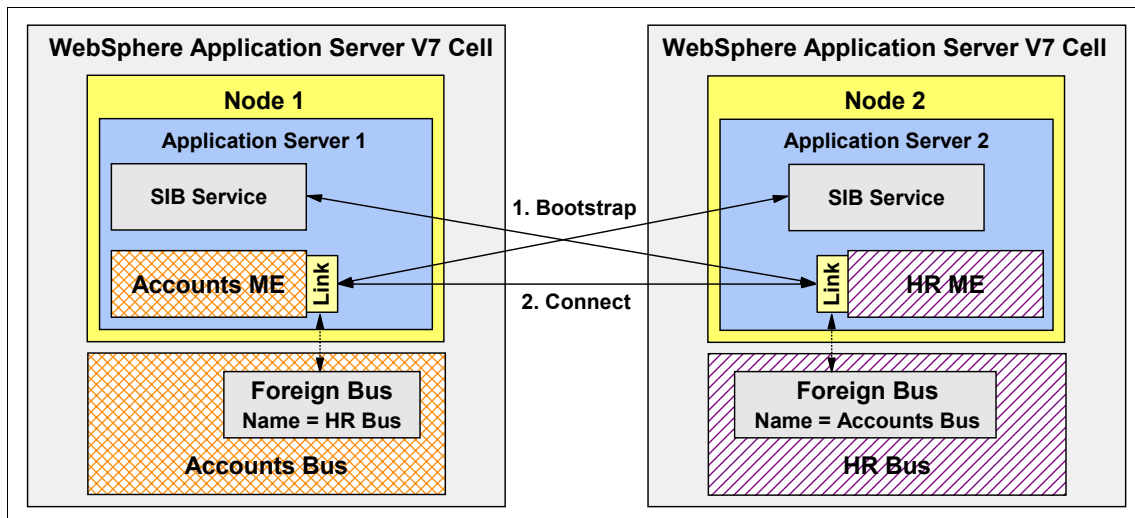 WebSphere Application Server V7 Cell
Node 1
Application Server 1
SIB Service
Accounts ME
Link
Foreign Bus
Name = HR Bus
Accounts Bus
1. Bootstrap
2. Connect
WebSphere Application Server V7 Cell
Node 2
Application Server 2
SIB Service
Link
HR ME
Foreign Bus
Name = Accounts Bus
HR Bus